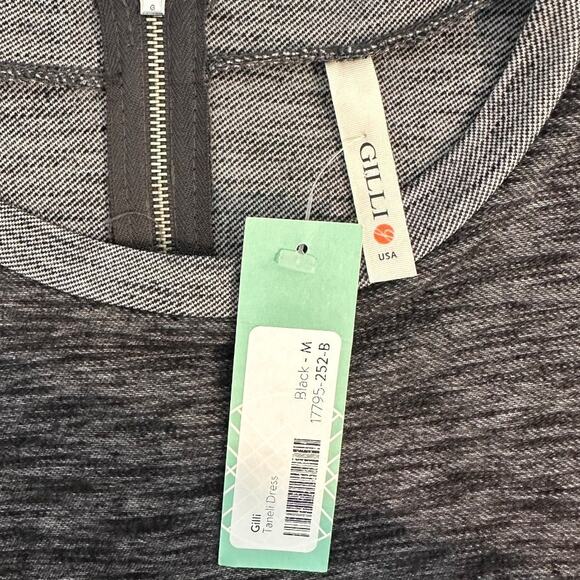 GILLI
USA
Black - M
17795-252-B
Gilli
Taneli Dress